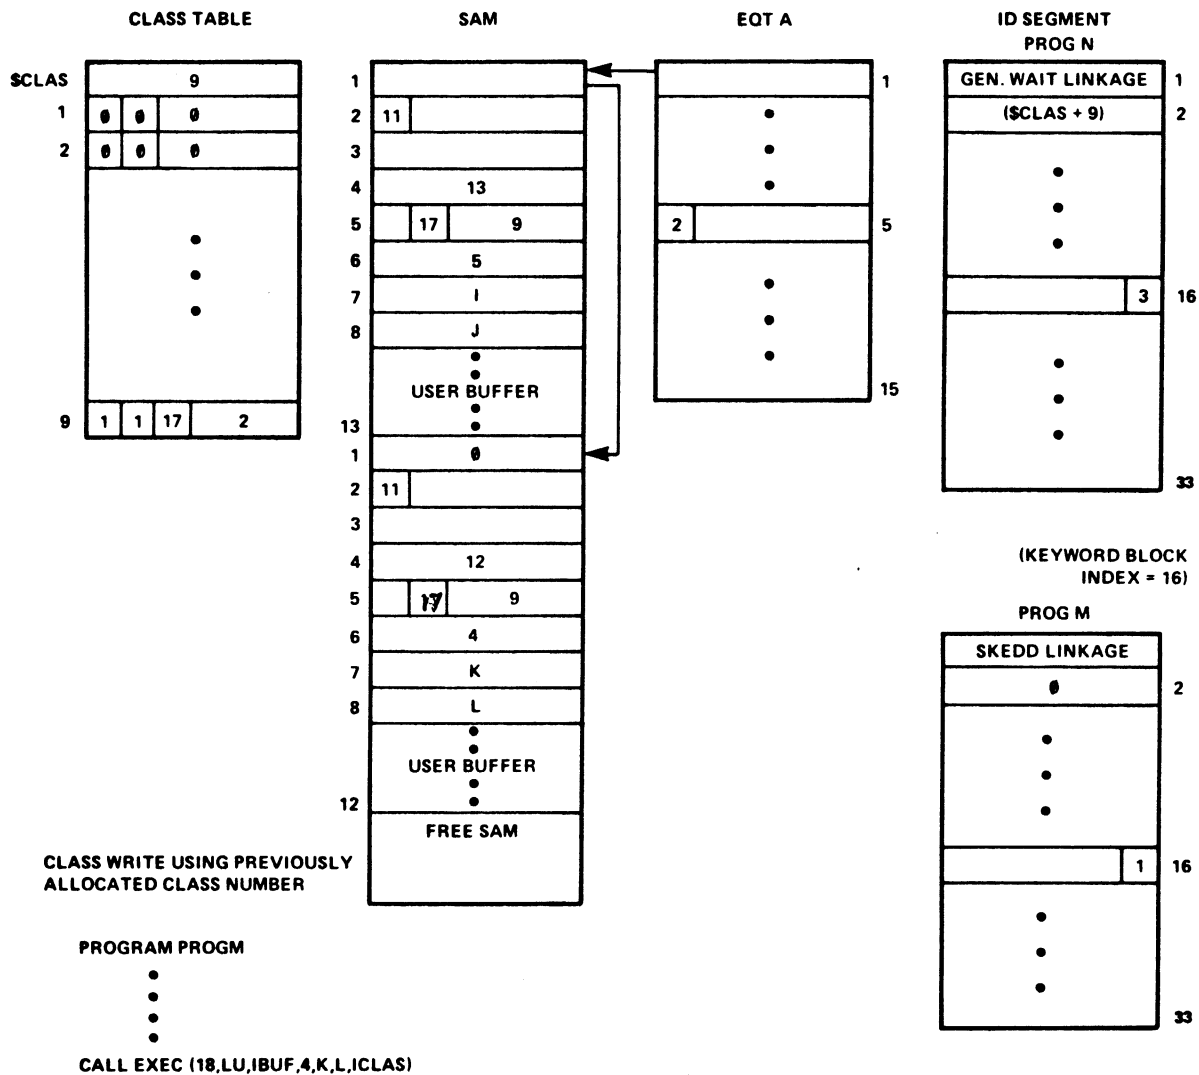 CLASS TABLE
$CLAS 9
1 0 0 0
2 0 0 0
9 1 1 17 2
SAM
1
2 11
3
4 13
5 17 9
6 5
7 I
8 J
USER BUFFER
13
1 0
2 11
3
4 12
5 17 9
6 4
7 K
8 L
USER BUFFER
12
FREE SAM
EQT A
1
2 5
15
ID SEGMENT
PROG N
GEN. WAIT LINKAGE 1
($CLAS + 9) 2
3 16
33
(KEYWORD BLOCK
INDEX = 16)
PROG M
SKEDD LINKAGE
0 2
1 16
33
CLASS WRITE USING PREVIOUSLY
ALLOCATED CLASS NUMBER
PROGRAM PROGM
CALL EXEC (18,LU,IBUF,4,K,L,ICLAS)